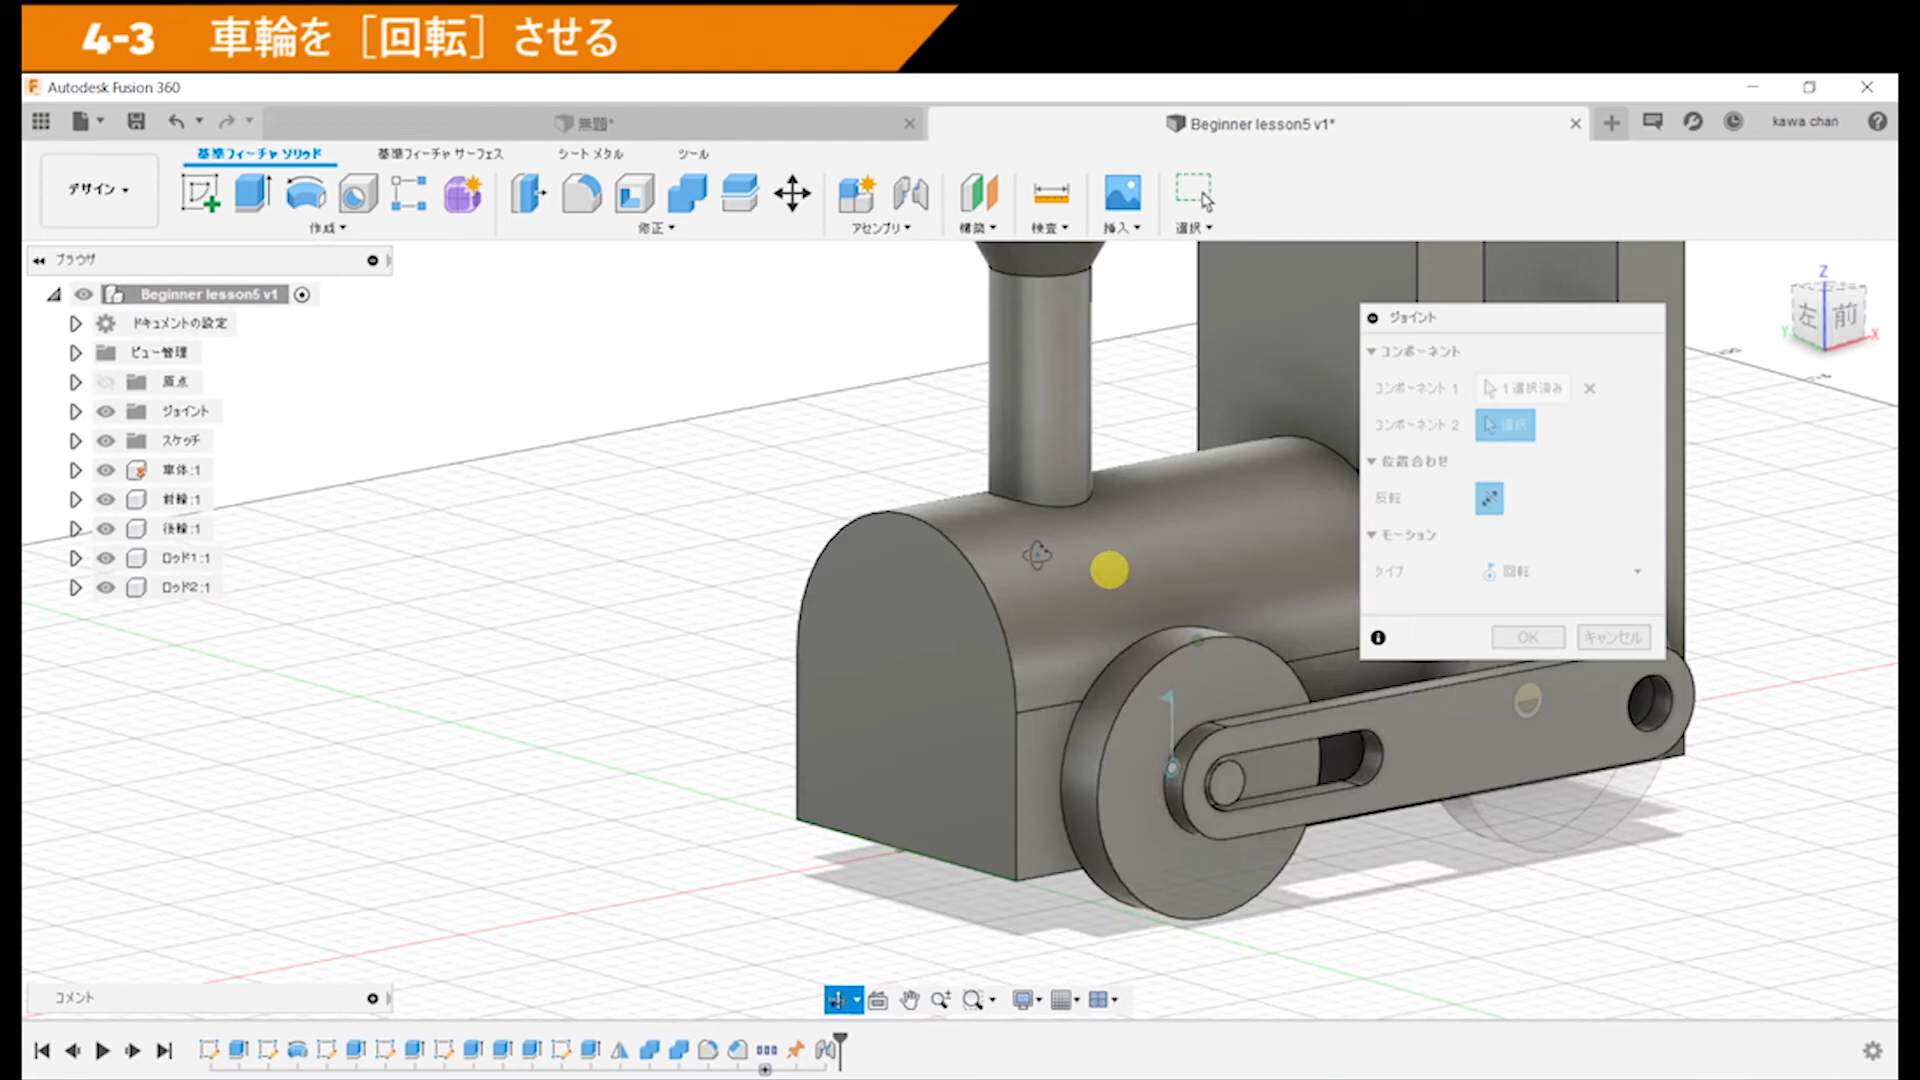 4-3 車輪を［回転］させる
Autodesk Fusion 360
無題*
Beginner lesson5 v1*
kawa chan
デザイン
基準フィーチャ ソリッド
基準フィーチャ サーフェス
シート メタル
ツール
作成
修正
アセンブリ
構築
検査
挿入
選択
ブラウザ
Beginner lesson5 v1
ドキュメントの設定
ビュー管理
原点
ジョイント
スケッチ
車体:1
前輪:1
後輪:1
ロッド1:1
ロッド2:1
ジョイント
コンポーネント
コンポーネント 1
1 選択済み
コンポーネント 2
選択
位置合わせ
反転
モーション
タイプ
回転
OK
キャンセル
Z
左
前
Y
X
コメント